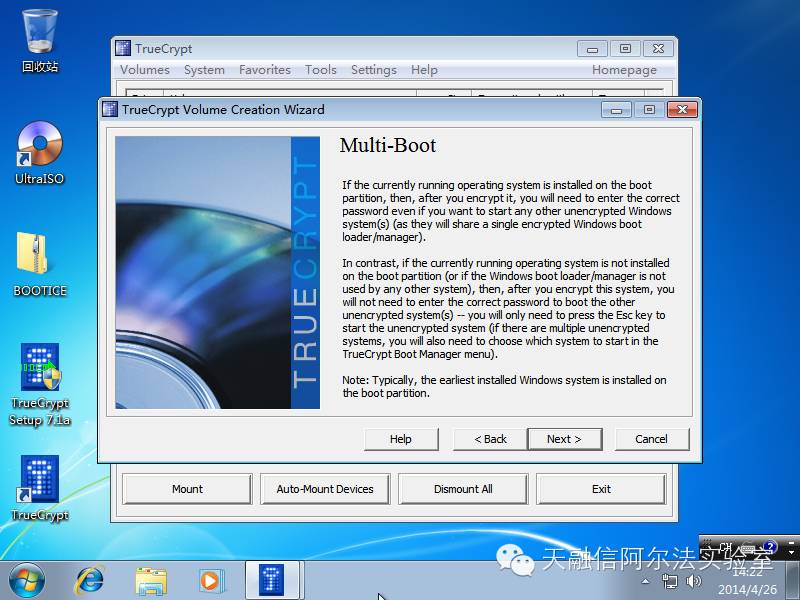 回收站
UltraISO
BOOTICE
TrueCrypt
Setup 7.1a
TrueCrypt
TrueCrypt
Volumes System Favorites Tools Settings Help Homepage
TrueCrypt Volume Creation Wizard
TRUECRYPT
Multi-Boot
If the currently running operating system is installed on the boot
partition, then, after you encrypt it, you will need to enter the correct
password even if you want to start any other unencrypted Windows
system(s) (as they will share a single encrypted Windows boot
loader/manager).
In contrast, if the currently running operating system is not installed
on the boot partition (or if the Windows boot loader/manager is not
used by any other system), then, after you encrypt this system, you
will not need to enter the correct password to boot the other
unencrypted system(s) -- you will only need to press the Esc key to
start the unencrypted system (if there are multiple unencrypted
systems, you will also need to choose which system to start in the
TrueCrypt Boot Manager menu).
Note: Typically, the earliest installed Windows system is installed on
the boot partition.
Help < Back Next > Cancel
Mount Auto-Mount Devices Dismount All Exit
CH
天融信阿尔法实验室
14:22
2014/4/26